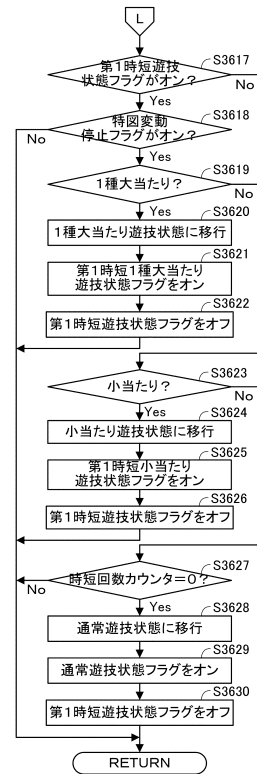 L
第1時短遊技
状態フラグがオン?
S3617
No
Yes
特図変動
停止フラグがオン?
S3618
No
Yes
1種大当たり?
S3619
No
Yes
S3620
1種大当たり遊技状態に移行
S3621
第1時短1種大当たり
遊技状態フラグをオン
S3622
第1時短遊技状態フラグをオフ
小当たり?
S3623
No
Yes
S3624
小当たり遊技状態に移行
S3625
第1時短小当たり
遊技状態フラグをオン
S3626
第1時短遊技状態フラグをオフ
時短回数カウンタ=0?
S3627
No
Yes
S3628
通常遊技状態に移行
S3629
通常遊技状態フラグをオン
S3630
第1時短遊技状態フラグをオフ
RETURN